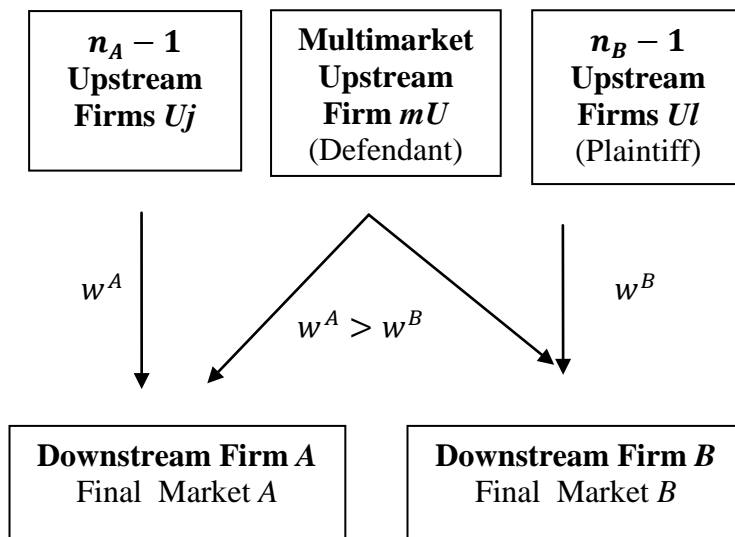 n_A − 1
Upstream
Firms Uj
Multimarket
Upstream
Firm mU
(Defendant)
n_B − 1
Upstream
Firms Ul
(Plaintiff)
w^A
w^A > w^B
w^B
Downstream Firm A
Final Market A
Downstream Firm B
Final Market B